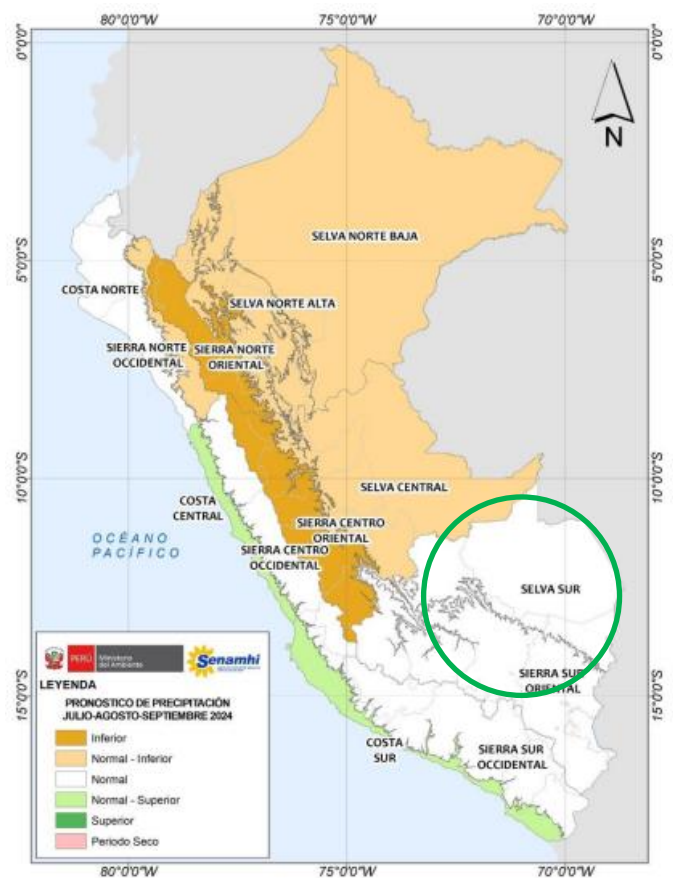 80°0'0"W 75°0'0"W 70°0'0"W
0°0'0" 0°0'0"
N
SELVA NORTE BAJA
5°0'0"S 5°0'0"S
COSTA NORTE
SELVA NORTE ALTA
SIERRA NORTE
OCCIDENTAL
SIERRA NORTE
ORIENTAL
10°0'0"S 10°0'0"S
SELVA CENTRAL
COSTA
CENTRAL
SIERRA CENTRO
ORIENTAL
OCÉANO
PACÍFICO
SIERRA CENTRO
OCCIDENTAL
SELVA SUR
PERÚ Ministerio
del Ambiente
Senamhi
SIERRA SUR
ORIENTAL
15°0'0"S 15°0'0"S
LEYENDA
PRONOSTICO DE PRECIPITACIÓN
JULIO-AGOSTO-SEPTIEMBRE 2024
Inferior
Normal - Inferior
Normal
Normal - Superior
Superior
Periodo Seco
COSTA
SUR
SIERRA SUR
OCCIDENTAL
80°0'0"W 75°0'0"W 70°0'0"W